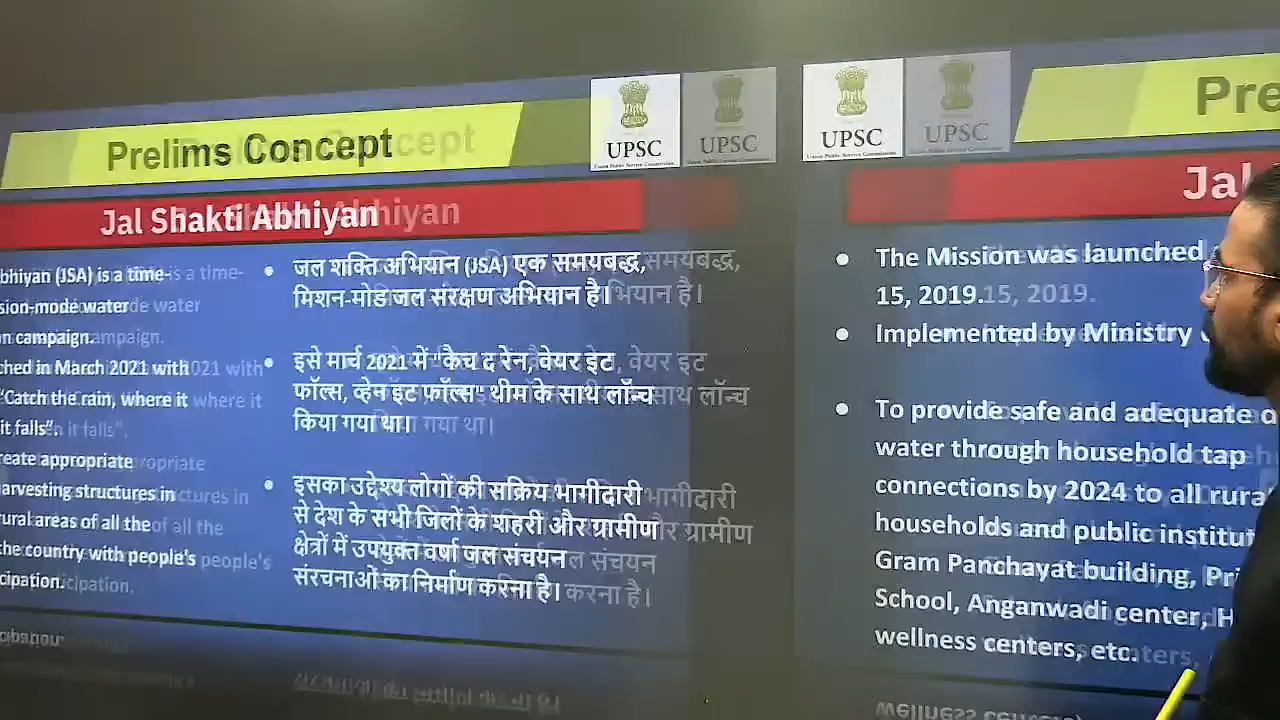 Prelims Concept
UPSC
UPSC
Jal Shakti Abhiyan
bhiyan (JSA) is a time-
sion-mode water
n campaign.
ched in March 2021 with
"Catch the rain, where it
it falls".
reate appropriate
arvesting structures in
ural areas of all the
the country with people's
cipation.
जल शक्ति अभियान (JSA) एक समयबद्ध,
मिशन-मोड जल संरक्षण अभियान है।
इसे मार्च 2021 में "कैच द रेन, वेयर इट
फॉल्स, व्हेन इट फ़ॉल्स" थीम के साथ लॉन्च
किया गया था।
इसका उद्देश्य लोगों की सक्रिय भागीदारी
से देश के सभी जिलों के शहरी और ग्रामीण
क्षेत्रों में उपयुक्त वर्षा जल संचयन
संरचनाओं का निर्माण करना है।
UPSC
UPSC
Pre
Jal
The Mission was launched
15, 2019.
Implemented by Ministry
To provide safe and adequate d
water through household tap
connections by 2024 to all rura
households and public institut
Gram Panchayat building, Pri
School, Anganwadi center, H
wellness centers, etc.